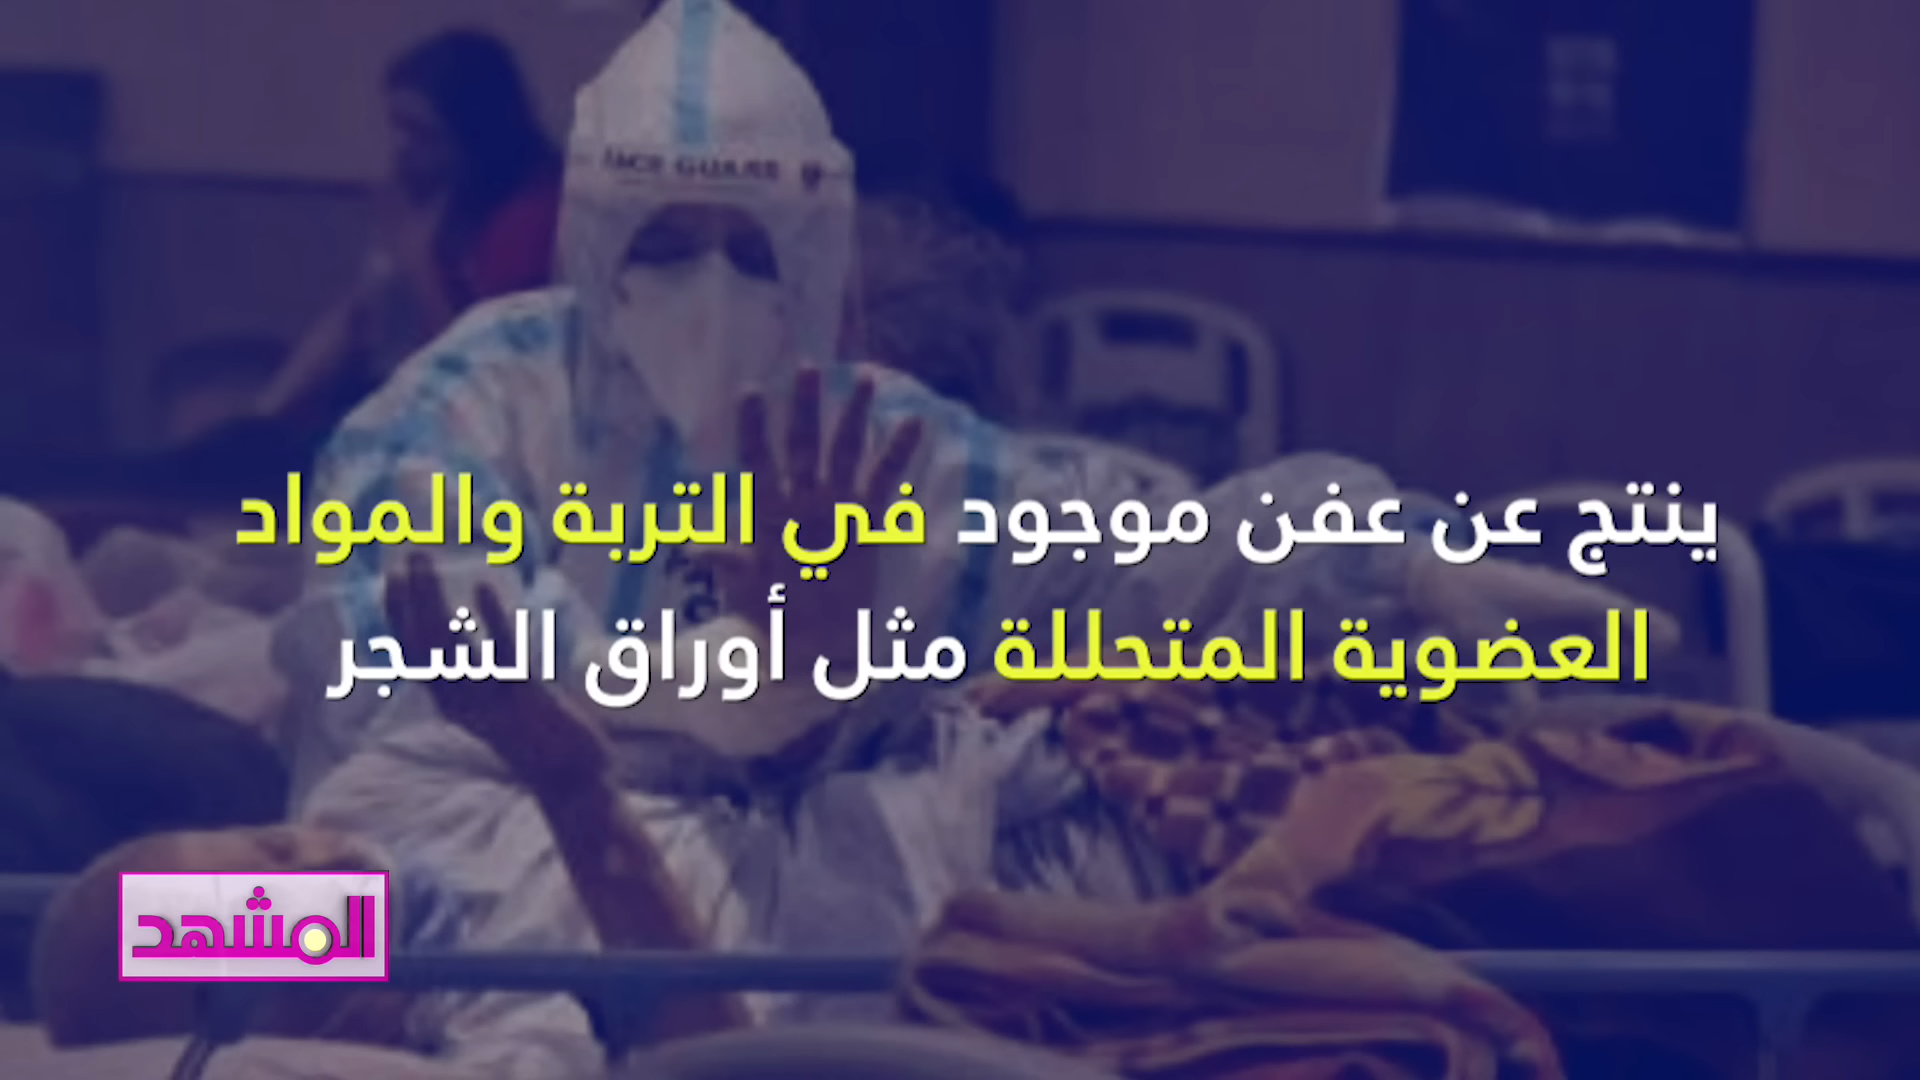 ينتج عن عفن موجود في التربة والمواد
العضوية المتحللة مثل أوراق الشجر
المشهد